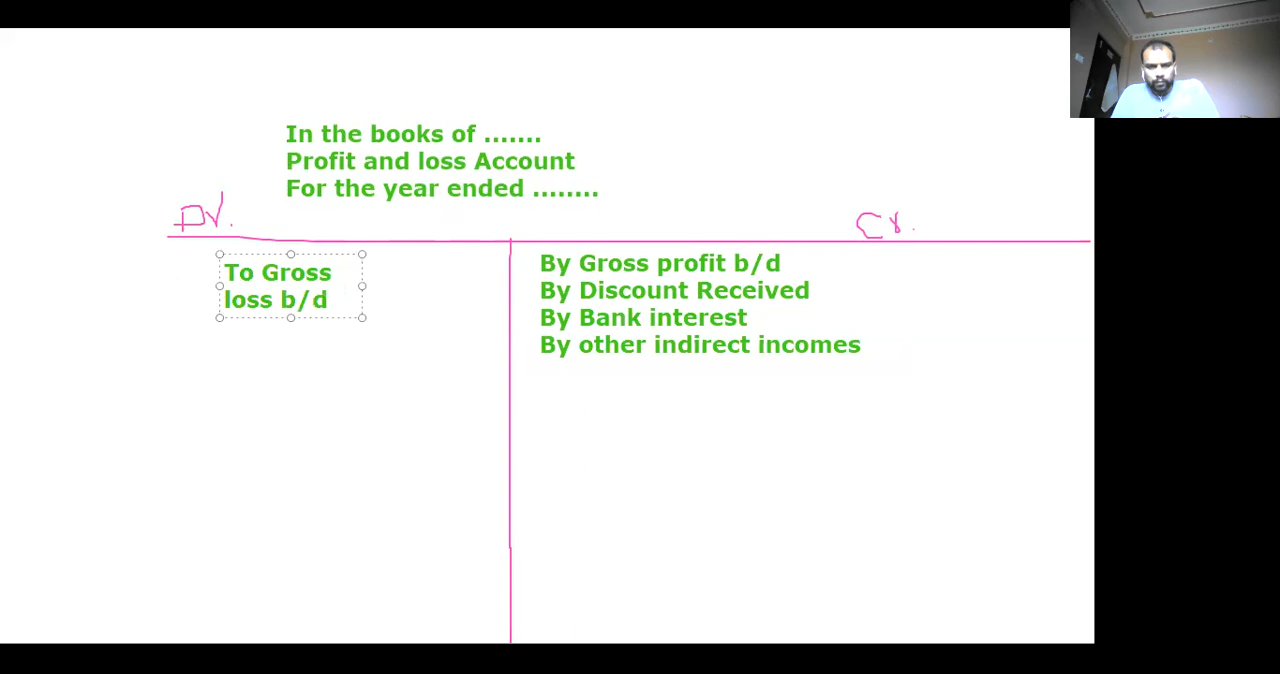 In the books of .......
Profit and loss Account
For the year ended ........
Dr.
Cr.
To Gross
loss b/d
By Gross profit b/d
By Discount Received
By Bank interest
By other indirect incomes